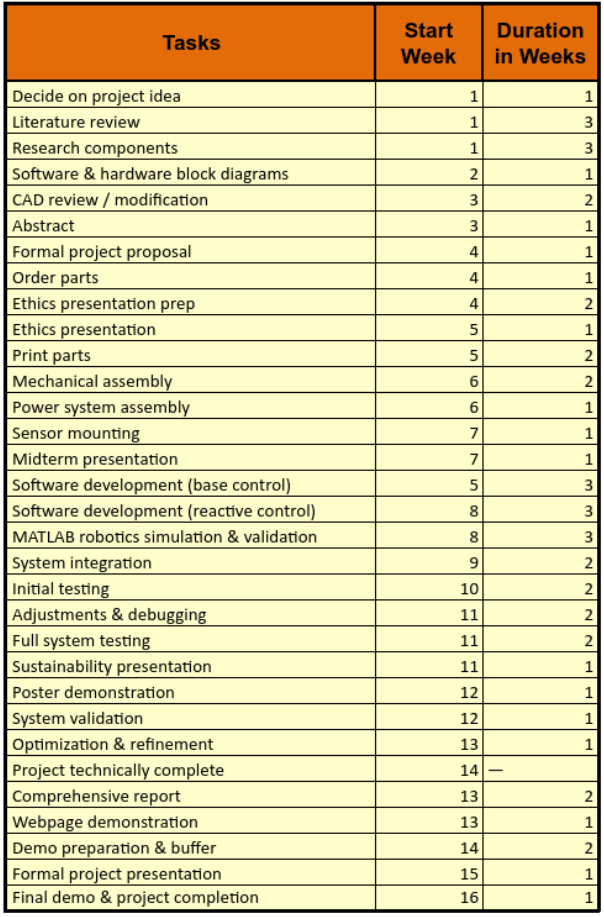 Tasks Start Week Duration in Weeks
Decide on project idea 1 1
Literature review 1 3
Research components 1 3
Software & hardware block diagrams 2 1
CAD review / modification 3 2
Abstract 3 1
Formal project proposal 4 1
Order parts 4 1
Ethics presentation prep 4 2
Ethics presentation 5 1
Print parts 5 2
Mechanical assembly 6 2
Power system assembly 6 1
Sensor mounting 7 1
Midterm presentation 7 1
Software development (base control) 5 3
Software development (reactive control) 8 3
MATLAB robotics simulation & validation 8 3
System integration 9 2
Initial testing 10 2
Adjustments & debugging 11 2
Full system testing 11 2
Sustainability presentation 11 1
Poster demonstration 12 1
System validation 12 1
Optimization & refinement 13 1
Project technically complete 14 —
Comprehensive report 13 2
Webpage demonstration 13 1
Demo preparation & buffer 14 2
Formal project presentation 15 1
Final demo & project completion 16 1